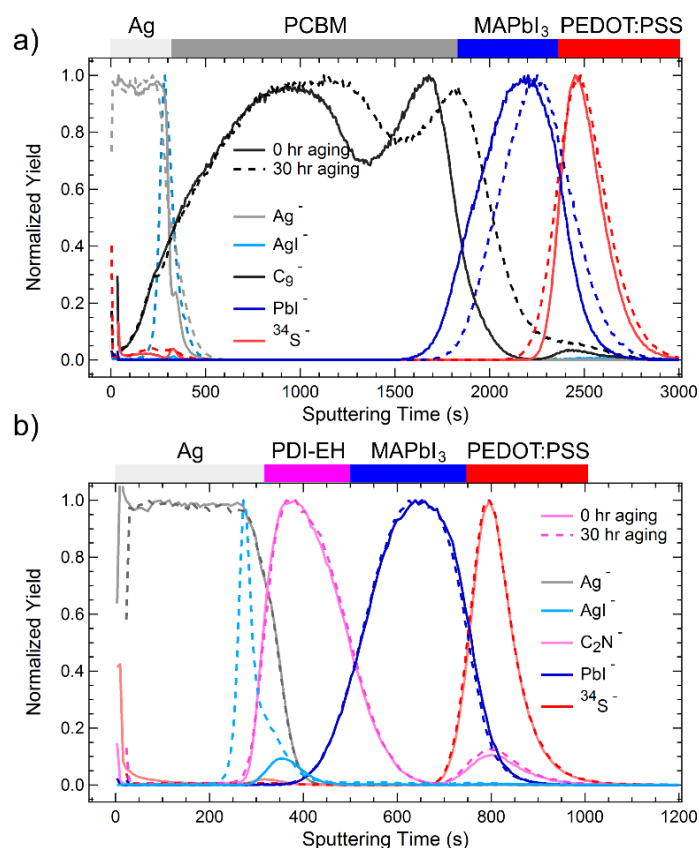 a)
Ag PCBM MAPbI₃ PEDOT:PSS
1.0
0.8
0.6
0.4
0.2
0.0
Normalized Yield
0 hr aging
30 hr aging
Ag⁻
AgI⁻
C₉⁻
PbI⁻
³⁴S⁻
0 500 1000 1500 2000 2500 3000
Sputtering Time (s)
b)
Ag PDI-EH MAPbI₃ PEDOT:PSS
1.0
0.8
0.6
0.4
0.2
0.0
Normalized Yield
0 hr aging
30 hr aging
Ag⁻
AgI⁻
C₂N⁻
PbI⁻
³⁴S⁻
0 200 400 600 800 1000 1200
Sputtering Time (s)